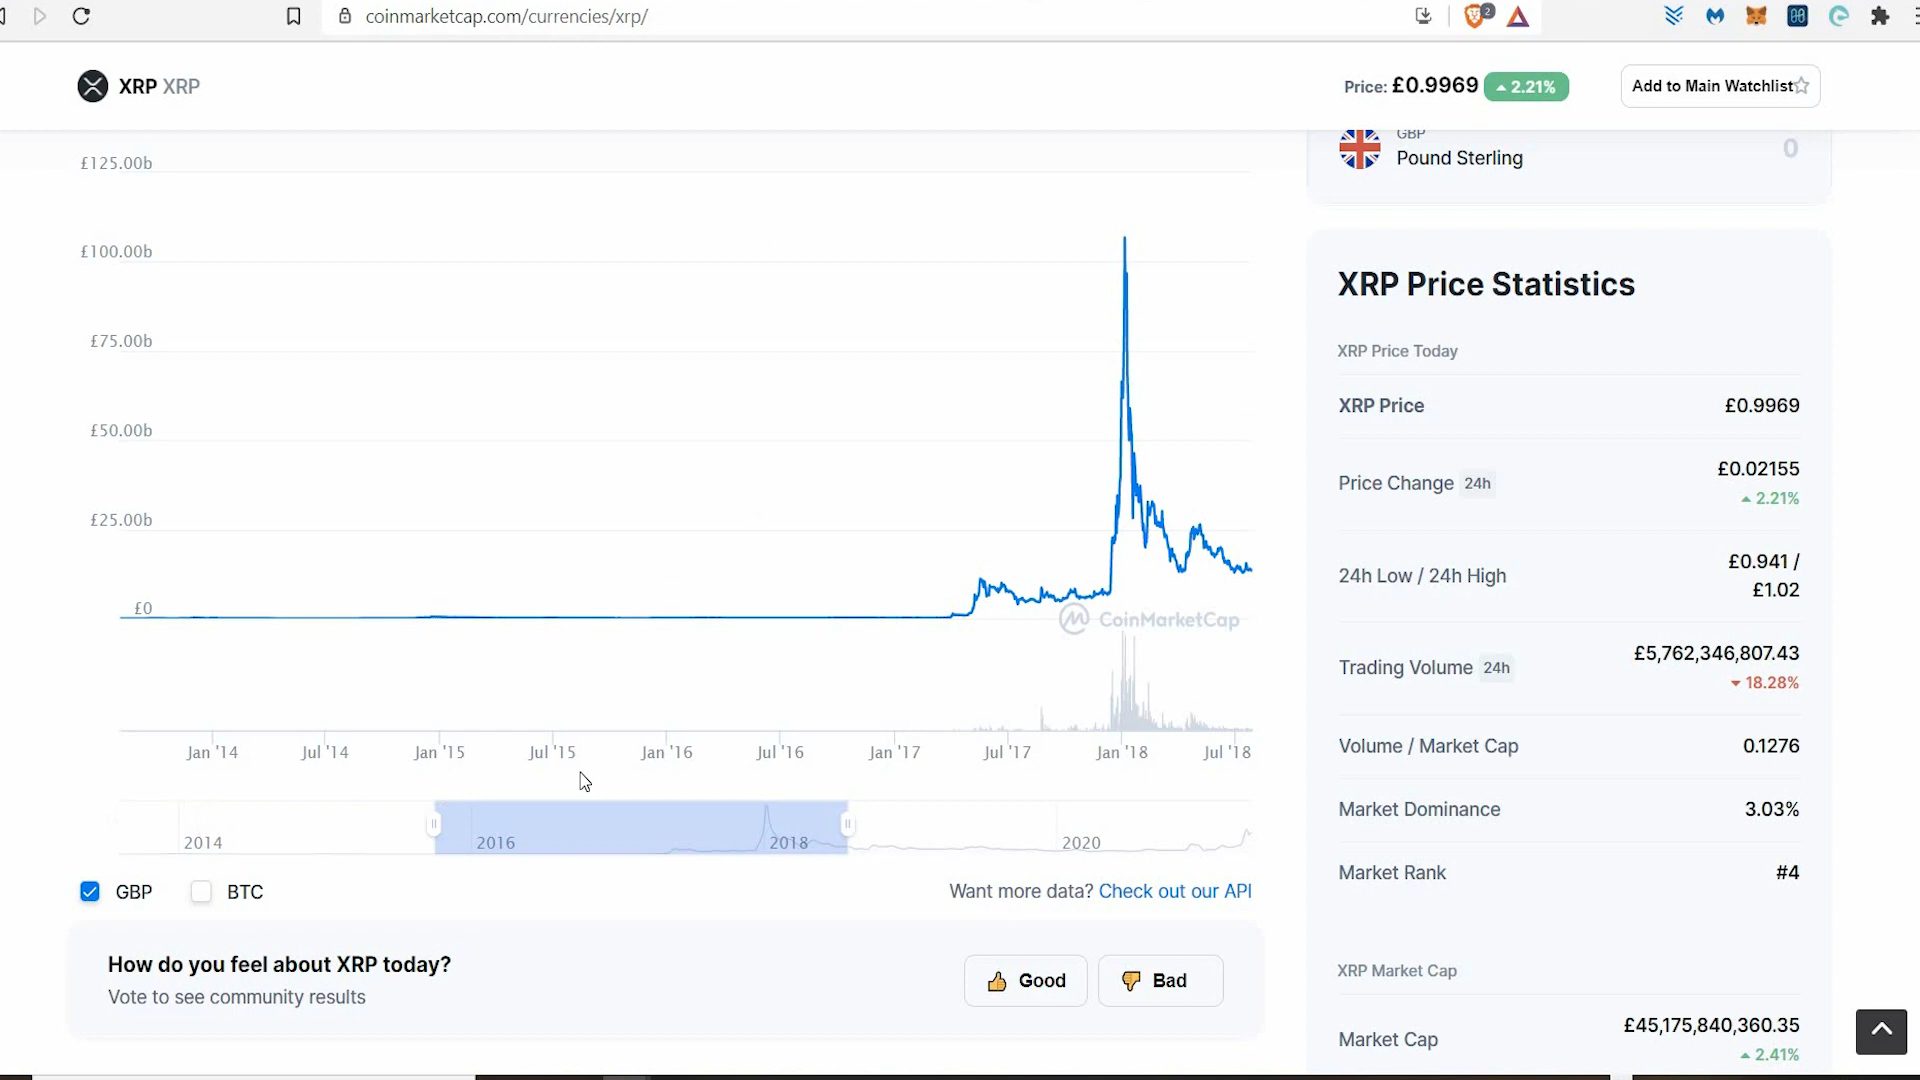 coinmarketcap.com/currencies/xrp/
2
XRP XRP
Price: £0.9969 2.21%
Add to Main Watchlist
£125.00b
£100.00b
£75.00b
£50.00b
£25.00b
£0
CoinMarketCap
Jan '14 Jul '14 Jan '15 Jul '15 Jan '16 Jul '16 Jan '17 Jul '17 Jan '18 Jul '18
2014 2016 2018 2020
GBP BTC
Want more data? Check out our API
How do you feel about XRP today?
Vote to see community results
Good Bad
GBP
Pound Sterling 0
XRP Price Statistics
XRP Price Today
XRP Price £0.9969
Price Change 24h £0.02155
2.21%
24h Low / 24h High £0.941 /
£1.02
Trading Volume 24h £5,762,346,807.43
18.28%
Volume / Market Cap 0.1276
Market Dominance 3.03%
Market Rank #4
XRP Market Cap
Market Cap £45,175,840,360.35
2.41%